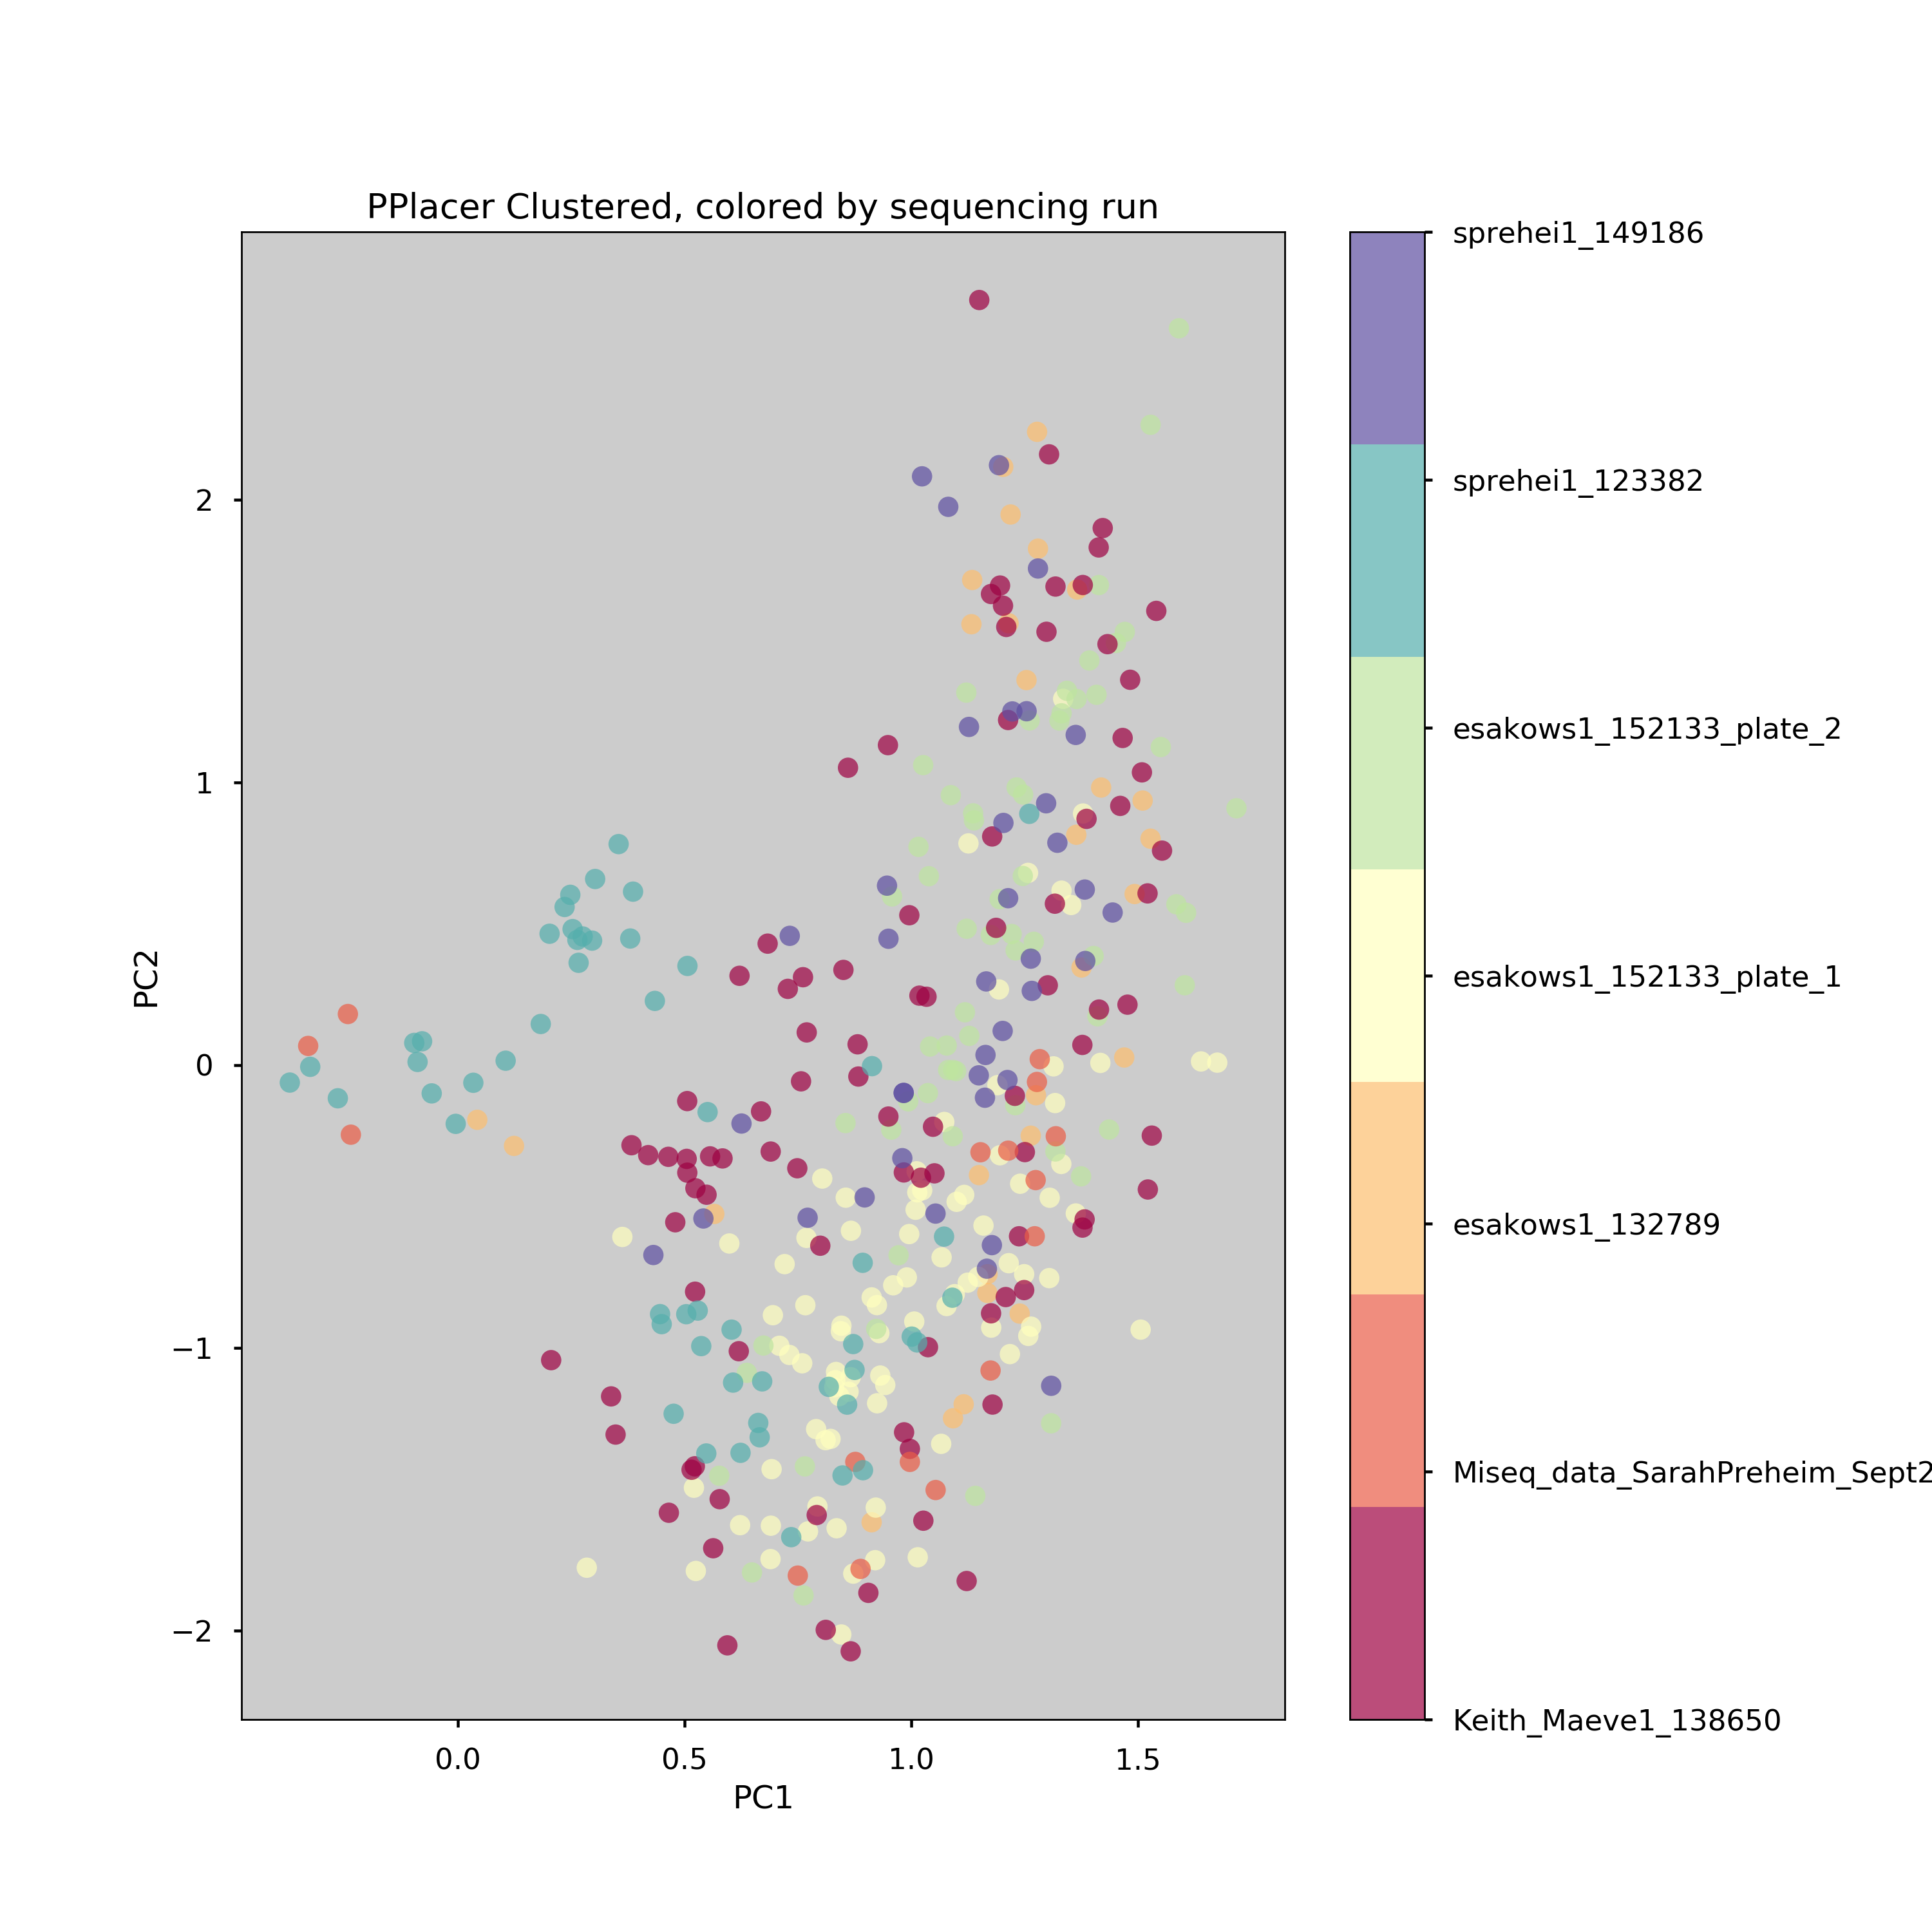 PPlacer Clustered, colored by sequencing run
PC2
2
1
0
−1
−2
0.0 0.5 1.0 1.5
PC1
sprehei1_149186
sprehei1_123382
esakows1_152133_plate_2
esakows1_152133_plate_1
esakows1_132789
Miseq_data_SarahPreheim_Sept2
Keith_Maeve1_138650